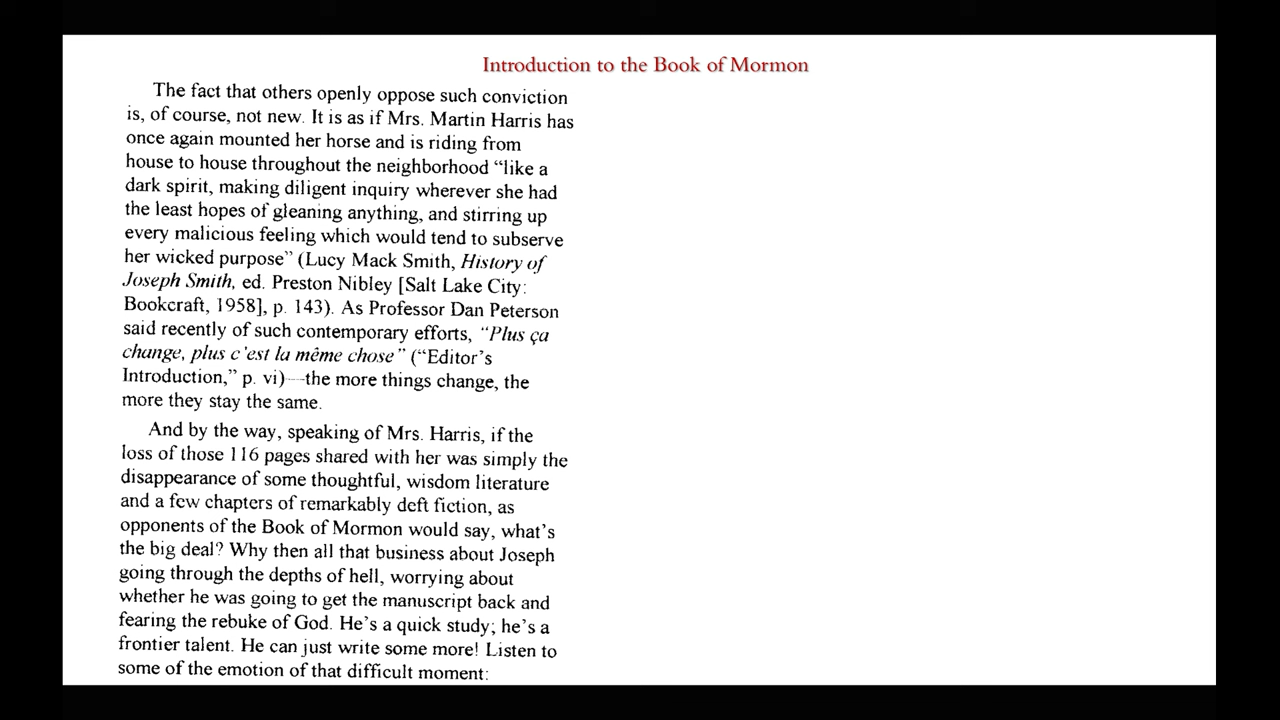 Introduction to the Book of Mormon
The fact that others openly oppose such conviction
is, of course, not new. It is as if Mrs. Martin Harris has
once again mounted her horse and is riding from
house to house throughout the neighborhood “like a
dark spirit, making diligent inquiry wherever she had
the least hopes of gleaning anything, and stirring up
every malicious feeling which would tend to subserve
her wicked purpose” (Lucy Mack Smith, History of
Joseph Smith, ed. Preston Nibley [Salt Lake City:
Bookcraft, 1958], p. 143). As Professor Dan Peterson
said recently of such contemporary efforts, “Plus ça
change, plus c’est la même chose” (“Editor’s
Introduction,” p. vi)—the more things change, the
more they stay the same.
And by the way, speaking of Mrs. Harris, if the
loss of those 116 pages shared with her was simply the
disappearance of some thoughtful, wisdom literature
and a few chapters of remarkably deft fiction, as
opponents of the Book of Mormon would say, what’s
the big deal? Why then all that business about Joseph
going through the depths of hell, worrying about
whether he was going to get the manuscript back and
fearing the rebuke of God. He’s a quick study; he’s a
frontier talent. He can just write some more! Listen to
some of the emotion of that difficult moment: